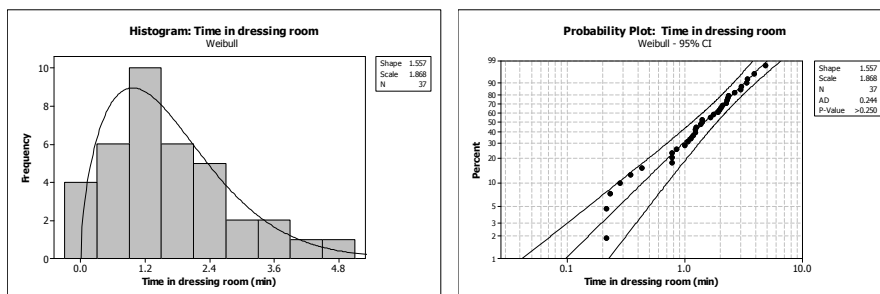 Histogram: Time in dressing room
Weibull
Shape 1.557
Scale 1.868
N 37
10
8
6
4
2
0
Frequency
0.0 1.2 2.4 3.6 4.8
Time in dressing room (min)
Probability Plot: Time in dressing room
Weibull - 95% CI
Shape 1.557
Scale 1.868
N 37
AD 0.244
P-Value >0.250
99
90
80
70
60
50
40
30
20
10
5
3
2
1
Percent
0.1 1.0 10.0
Time in dressing room (min)